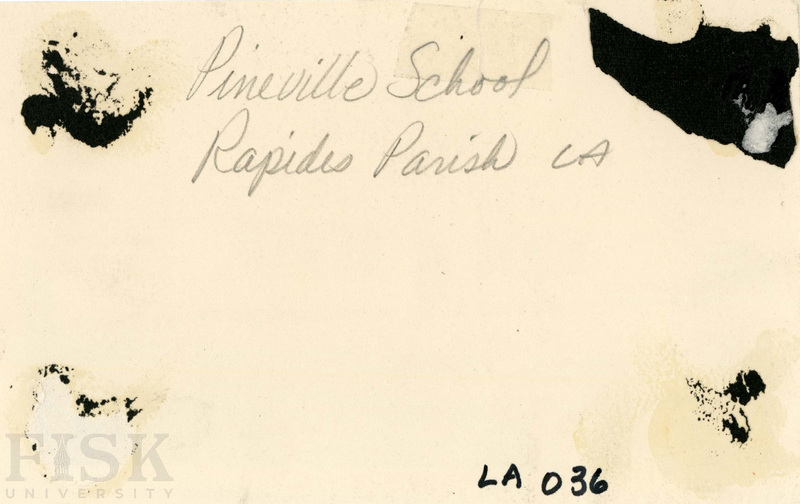 Pineville School
Rapides Parish LA
LA 036
FISK
UNIVERSITY